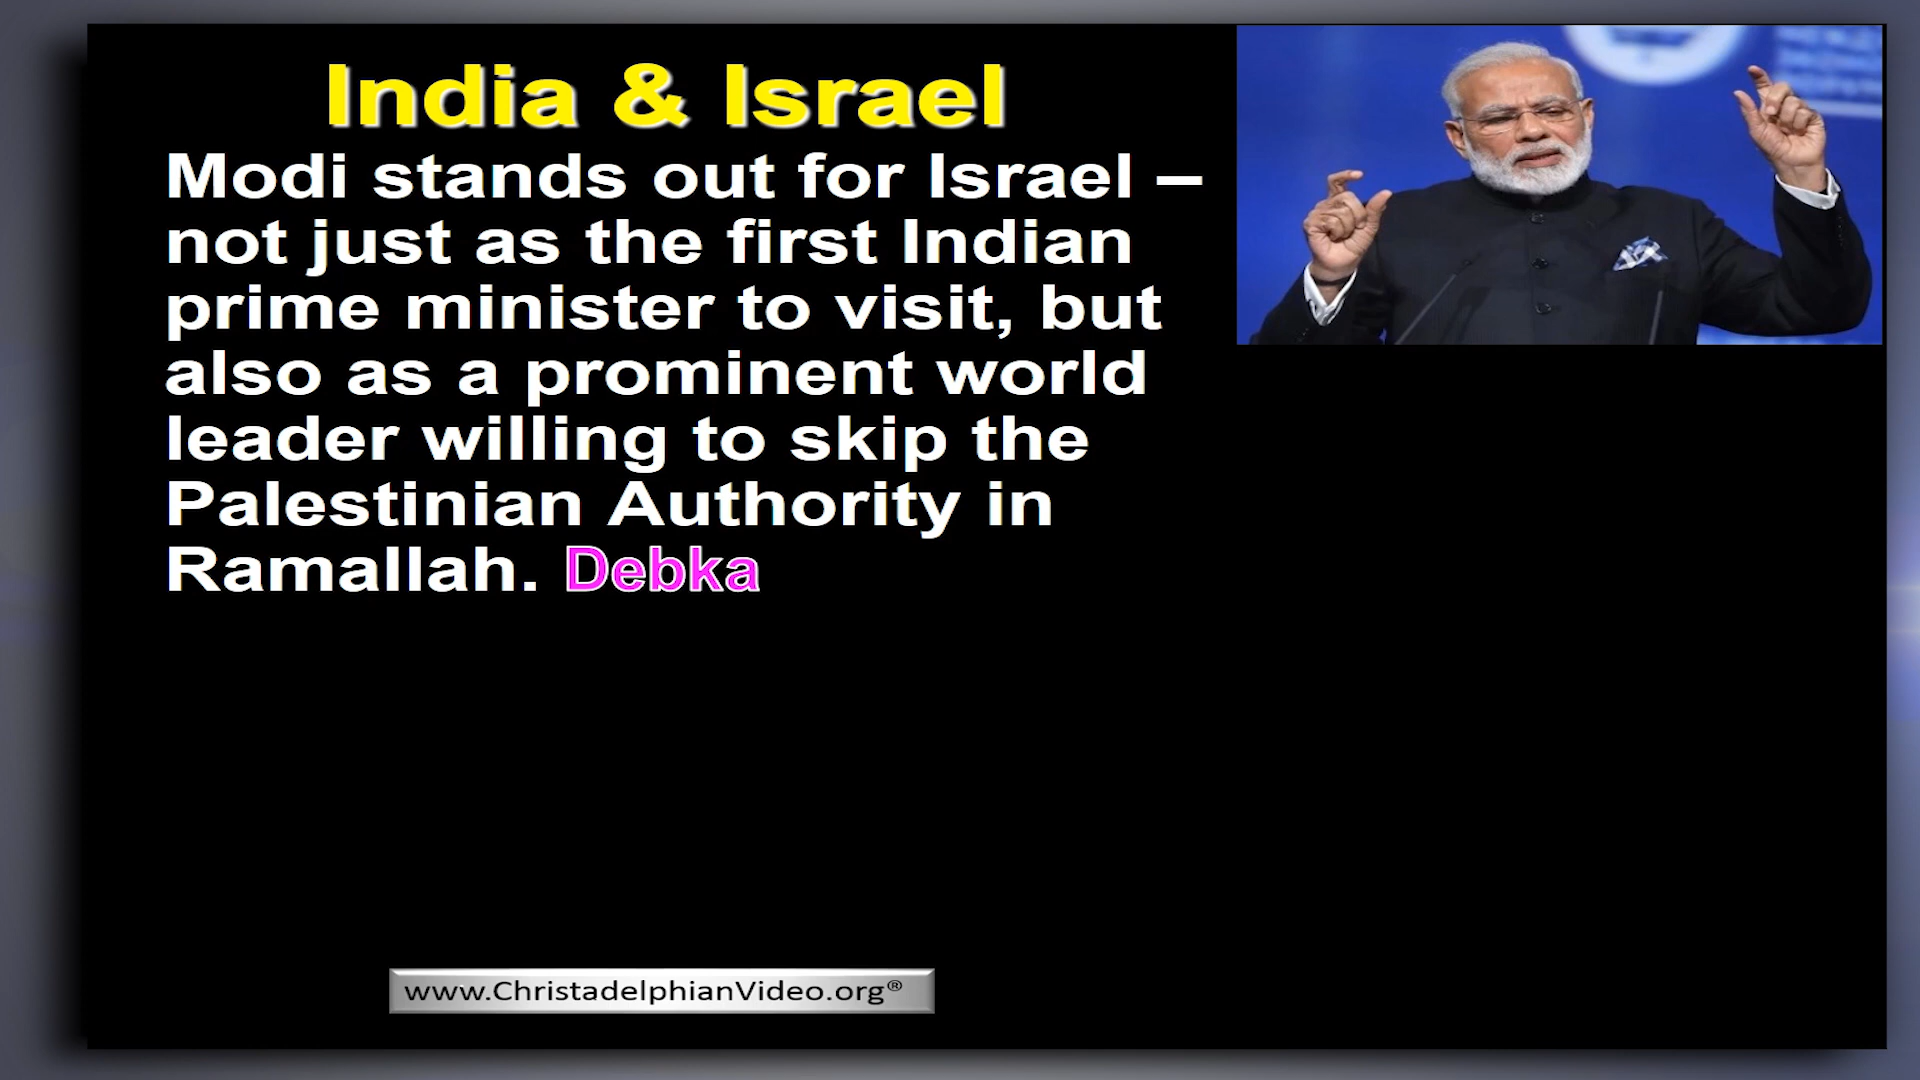 India & Israel
Modi stands out for Israel –
not just as the first Indian
prime minister to visit, but
also as a prominent world
leader willing to skip the
Palestinian Authority in
Ramallah. Debka
www.ChristadelphianVideo.org®